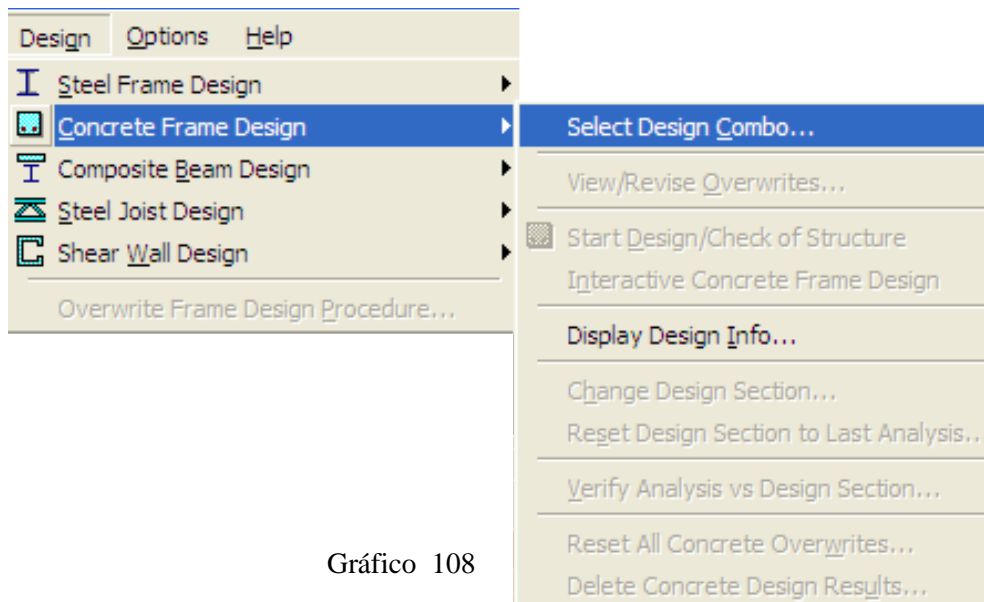 Design Options Help
Steel Frame Design
Concrete Frame Design
Composite Beam Design
Steel Joist Design
Shear Wall Design
Overwrite Frame Design Procedure...
Select Design Combo...
View/Revise Overwrites...
Start Design/Check of Structure
Interactive Concrete Frame Design
Display Design Info...
Change Design Section...
Reset Design Section to Last Analysis..
Verify Analysis vs Design Section...
Reset All Concrete Overwrites...
Delete Concrete Design Results...
Gráfico 108